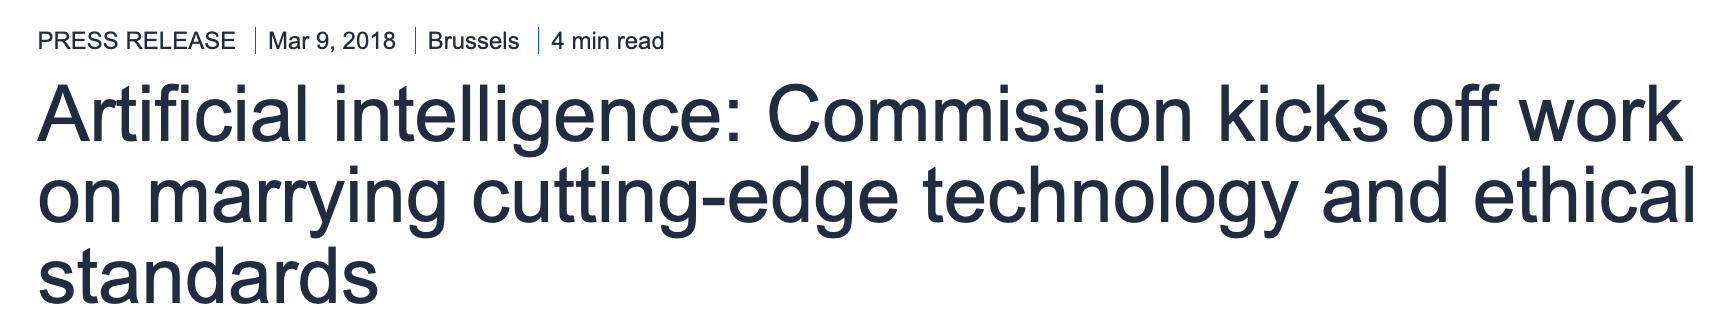 PRESS RELEASE | Mar 9, 2018 | Brussels | 4 min read
Artificial intelligence: Commission kicks off work
on marrying cutting-edge technology and ethical
standards